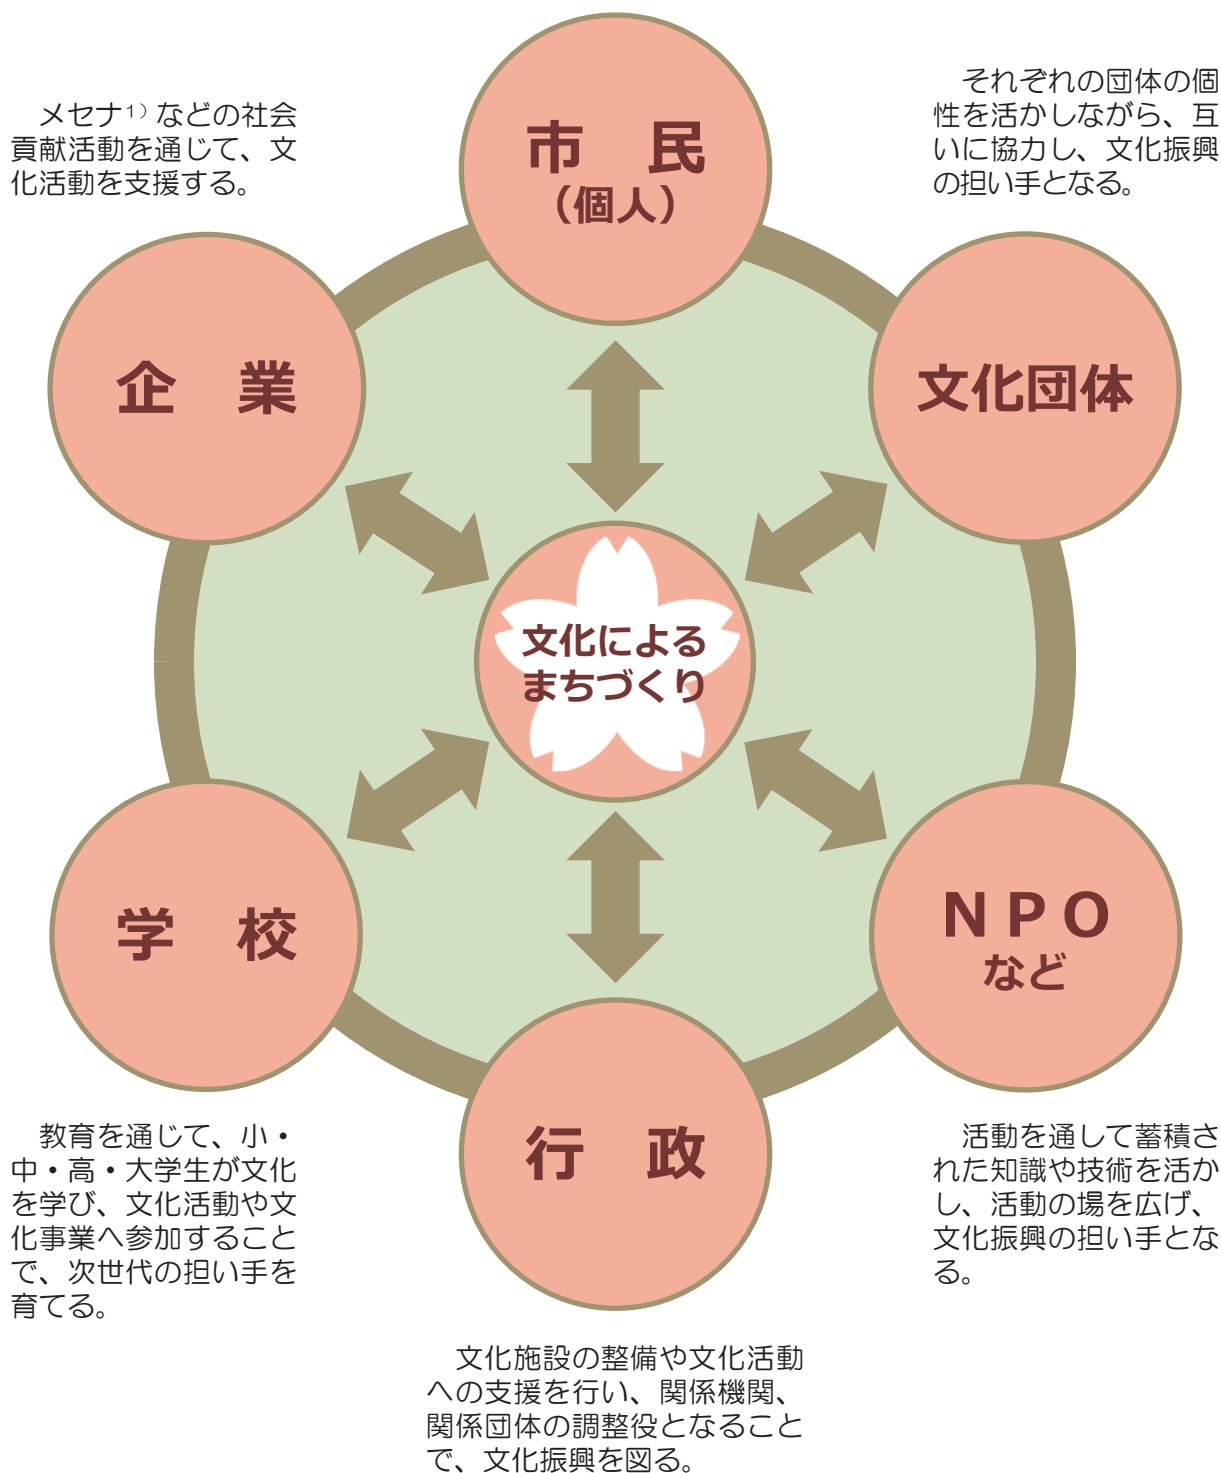 市　民
（個人）
　メセナ1）などの社会
貢献活動を通じて、文
化活動を支援する。
　それぞれの団体の個
性を活かしながら、互
いに協力し、文化振興
の担い手となる。
企　業
文化団体
文化による
まちづくり
学　校
ＮＰＯ
など
行　政
　教育を通じて、小・
中・高・大学生が文化
を学び、文化活動や文
化事業へ参加すること
で、次世代の担い手を
育てる。
　活動を通して蓄積さ
れた知識や技術を活か
し、活動の場を広げ、
文化振興の担い手とな
る。
　文化施設の整備や文化活動
への支援を行い、関係機関、
関係団体の調整役となること
で、文化振興を図る。